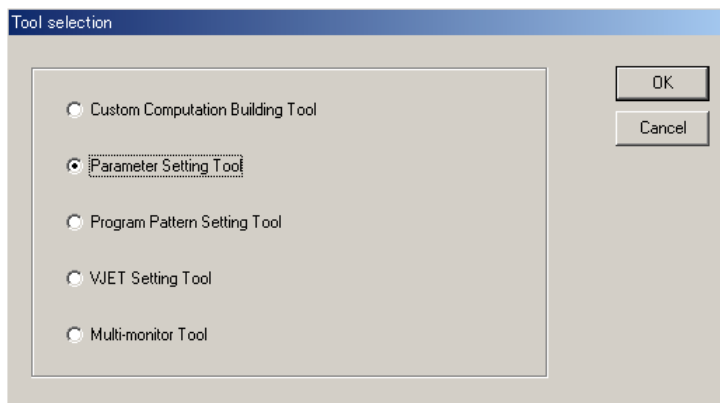 Tool selection
Custom Computation Building Tool
Parameter Setting Tool
Program Pattern Setting Tool
VJET Setting Tool
Multi-monitor Tool
OK
Cancel